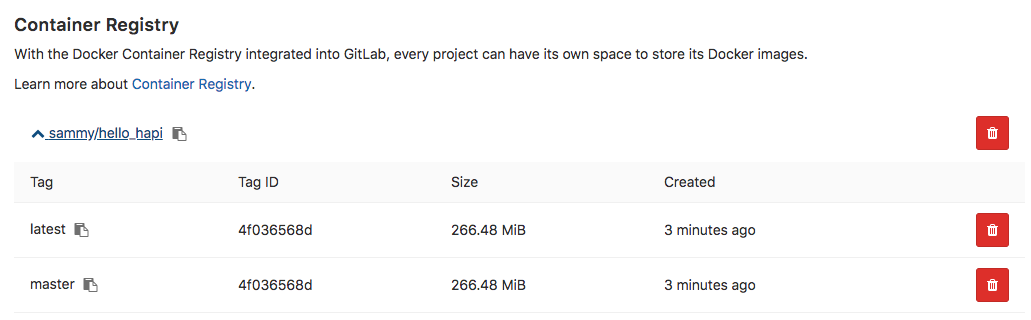 Container Registry
With the Docker Container Registry integrated into GitLab, every project can have its own space to store its Docker images.
Learn more about Container Registry.
sammy/hello_hapi
Tag Tag ID Size Created
latest 4f036568d 266.48 MiB 3 minutes ago
master 4f036568d 266.48 MiB 3 minutes ago